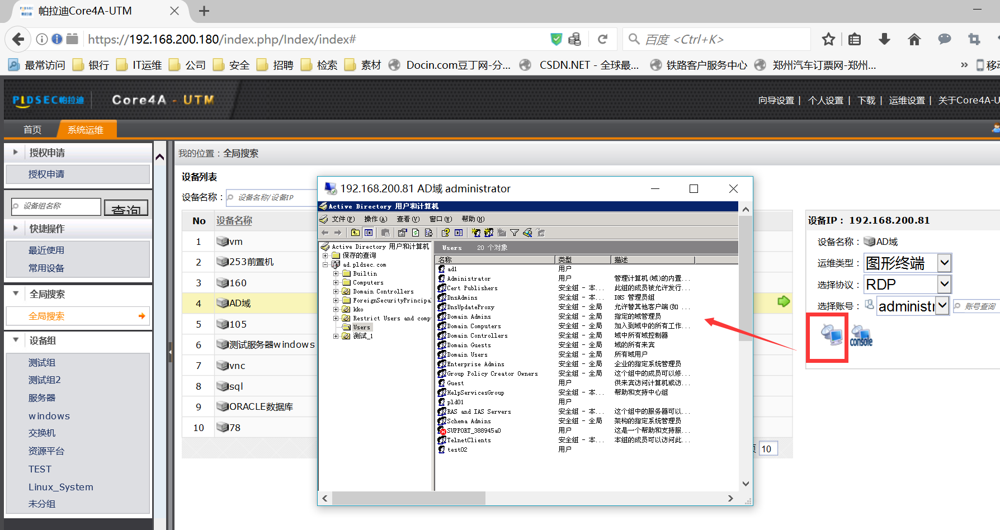 帕拉迪Core4A-UTM
https://192.168.200.180/index.php/Index/index#
百度 <Ctrl+K>
最常访问 银行 IT运维 公司 安全 招聘 检索 素材 Docin.com豆丁网-分... CSDN.NET - 全球最... 铁路客户服务中心 郑州汽车订票网-郑州... »
PLDSEC帕拉迪 Core4A - UTM
向导设置 | 个人设置 | 下载 | 运维设置 | 关于Core4A-U
首页 系统运维
授权申请
授权申请
设备组名称 查询
快捷操作
最近使用
常用设备
全局搜索
全局搜索
设备组
测试组
测试组2
服务器
windows
交换机
资源平台
TEST
Linux_System
未分组
我的位置：全局搜索
设备列表
设备名称： 设备名称/设备IP
No 设备名称
1 vm
2 253前置机
3 160
4 AD域
5 105
6 测试服务器windows
7 vnc
8 sql
9 ORACLE数据库
10 78
10
192.168.200.81 AD域 administrator
Active Directory 用户和计算机
文件(F) 操作(A) 查看(V) 窗口(W) 帮助(H)
Active Directory 用户和计算机
保存的查询
ad.pldsec.com
Builtin
Computers
Domain Controllers
ForeignSecurityPrincipa
kko
Restrict Users and comp
Users
测试_1
Users 20 个对象
名称 类型 描述
ad1 用户
Administrator 用户 管理计算机(域)的内置...
Cert Publishers 安全组 - 本... 此组的成员被允许发行...
DnsAdmins 安全组 - 本... DNS 管理员组
DnsUpdateProxy 安全组 - 全局 允许替其他客户端(如 ...
Domain Admins 安全组 - 全局 指定的域管理员
Domain Computers 安全组 - 全局 加入到域中的所有工作...
Domain Controllers 安全组 - 全局 域中所有域控制器
Domain Guests 安全组 - 全局 域的所有来宾
Domain Users 安全组 - 全局 所有域用户
Enterprise Admins 安全组 - 全局 企业的指定系统管理员
Group Policy Creator Owners 安全组 - 全局 这个组中的成员可以修...
Guest 用户 供来宾访问计算机或访...
HelpServicesGroup 安全组 - 本... 帮助和支持中心组
pld01 用户
RAS and IAS Servers 安全组 - 本... 这个组中的服务器可以...
Schema Admins 安全组 - 全局 架构的指定系统管理员
SUPPORT_388945a0 用户 这是一个帮助和支持服...
TelnetClients 安全组 - 本... 本组的成员可以访问此...
test02 用户
设备IP： 192.168.200.81
设备名称： AD域
运维类型： 图形终端
选择协议： RDP
选择账号： administr 账号查询
console